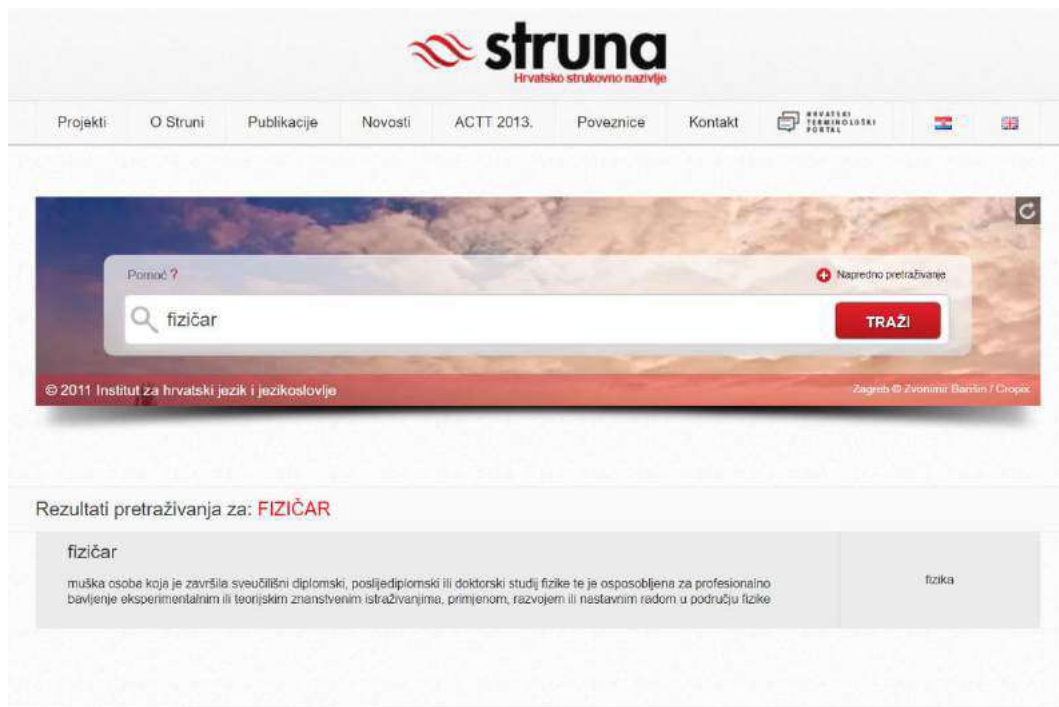 struna
Hrvatsko strukovno nazivlje
Projekti O Struni Publikacije Novosti ACTT 2013. Poveznice Kontakt HRVATSKI TERMINOLOŠKI PORTAL
Pomoć ? Napredno pretraživanje
fizičar TRAŽI
© 2011 Institut za hrvatski jezik i jezikoslovlje Zagreb © Zvonimir Barišin / Cropix
Rezultati pretraživanja za: FIZIČAR
fizičar
muška osoba koja je završila sveučilišni diplomski, poslijediplomski ili doktorski studij fizike te je osposobljena za profesionalno fizika
bavljenje eksperimentalnim ili teorijskim znanstvenim istraživanjima, primjenom, razvojem ili nastavnim radom u području fizike